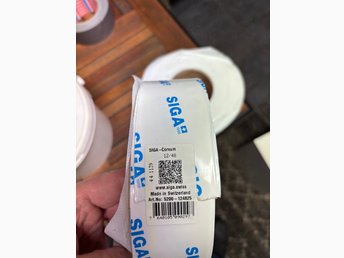 SIGA
SIGA
SIGA -Corvum
12/48
www.siga.swiss
Made in Switzerland
Art.No: 5200 - 124825
SIGA